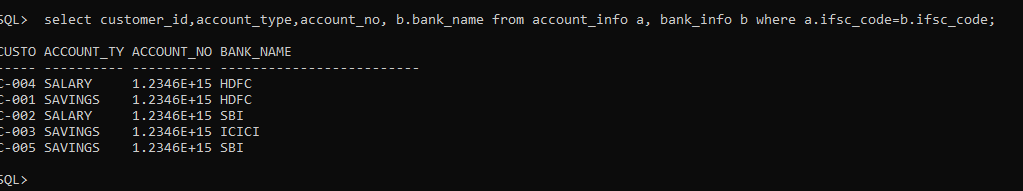 SQL>  select customer_id,account_type,account_no, b.bank_name from account_info a, bank_info b where a.ifsc_code=b.ifsc_code;
CUSTO ACCOUNT_TY ACCOUNT_NO BANK_NAME
----- ---------- ---------- -------------------------
C-004 SALARY     1.2346E+15 HDFC
C-001 SAVINGS    1.2346E+15 HDFC
C-002 SALARY     1.2346E+15 SBI
C-003 SAVINGS    1.2346E+15 ICICI
C-005 SAVINGS    1.2346E+15 SBI
SQL>